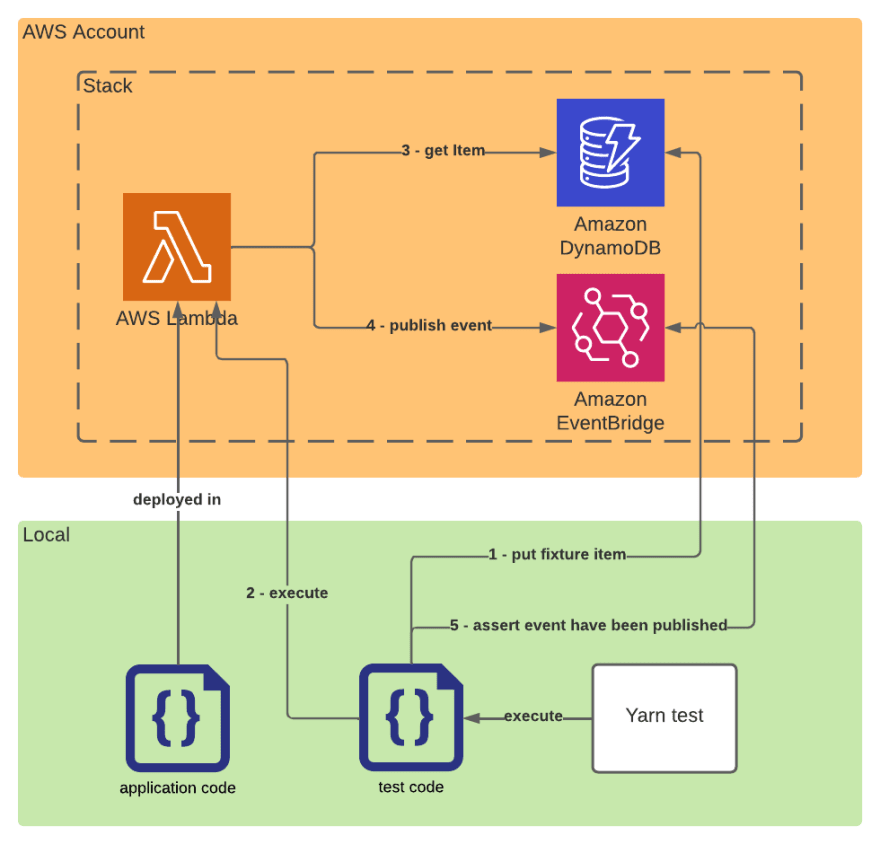 AWS Account
Stack
3 - get Item
Amazon
DynamoDB
AWS Lambda
4 - publish event
Amazon
EventBridge
deployed in
Local
1 - put fixture item
2 - execute
5 - assert event have been published
execute
Yarn test
application code
test code